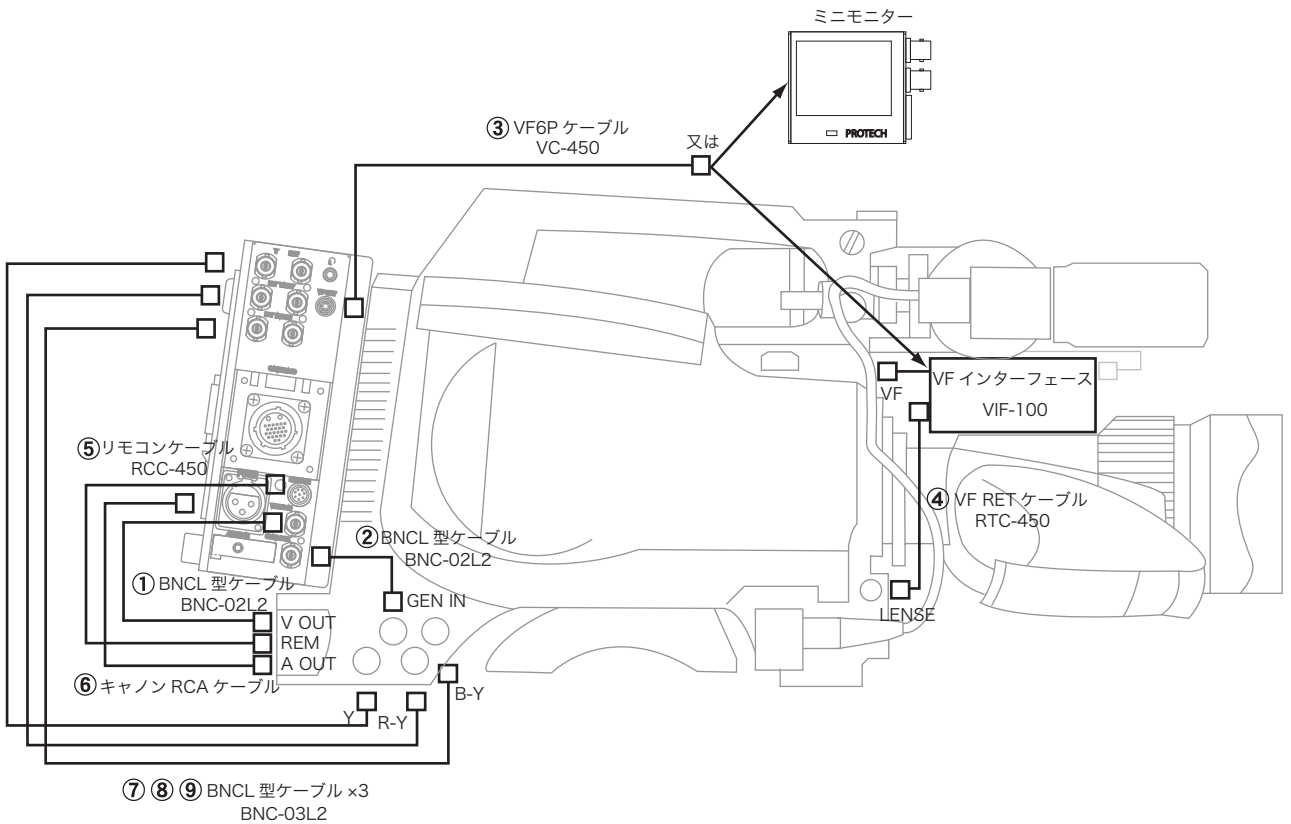 ミニモニター
PROTECH
③ VF6P ケーブル
VC-450
又は
VF
VF インターフェース
VIF-100
⑤ リモコンケーブル
RCC-450
④ VF RET ケーブル
RTC-450
② BNCL 型ケーブル
BNC-02L2
① BNCL 型ケーブル
BNC-02L2
GEN IN
LENSE
V OUT
REM
A OUT
⑥ キャノン RCA ケーブル
B-Y
Y
R-Y
⑦ ⑧ ⑨ BNCL 型ケーブル ×3
BNC-03L2